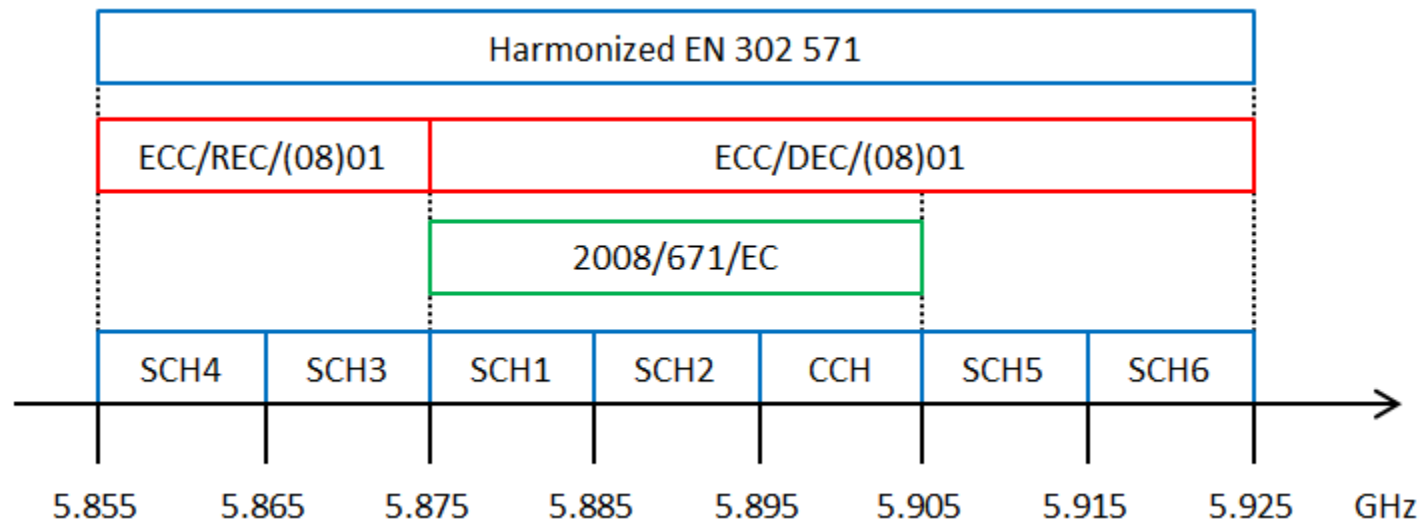 Harmonized EN 302 571
ECC/REC/(08)01 ECC/DEC/(08)01
2008/671/EC
SCH4 SCH3 SCH1 SCH2 CCH SCH5 SCH6
5.855 5.865 5.875 5.885 5.895 5.905 5.915 5.925 GHz